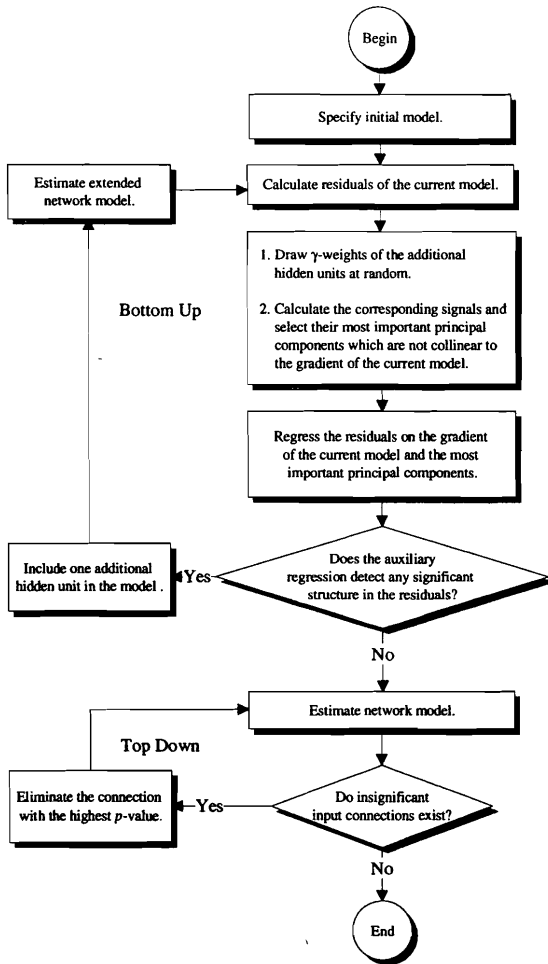 Begin
Specify initial model.
Estimate extended
network model.
Calculate residuals of the current model.
1. Draw γ-weights of the additional
hidden units at random.
2. Calculate the corresponding signals and
select their most important principal
components which are not collinear to
the gradient of the current model.
Bottom Up
Regress the residuals on the gradient
of the current model and the most
important principal components.
Include one additional
hidden unit in the model .
Yes
Does the auxiliary
regression detect any significant
structure in the residuals?
No
Estimate network model.
Top Down
Eliminate the connection
with the highest p-value.
Yes
Do insignificant
input connections exist?
No
End